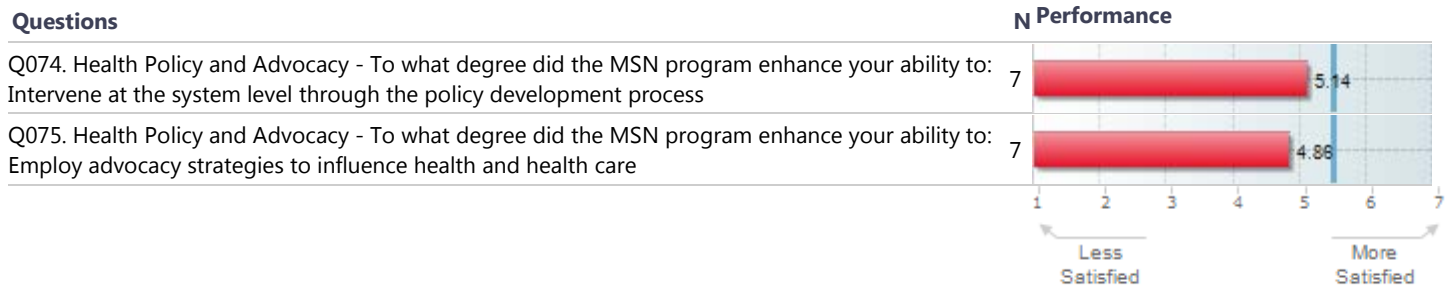 Questions N Performance
Q074. Health Policy and Advocacy - To what degree did the MSN program enhance your ability to: 7 5.14
Intervene at the system level through the policy development process
Q075. Health Policy and Advocacy - To what degree did the MSN program enhance your ability to: 7 4.86
Employ advocacy strategies to influence health and health care
1 2 3 4 5 6 7
Less More
Satisfied Satisfied